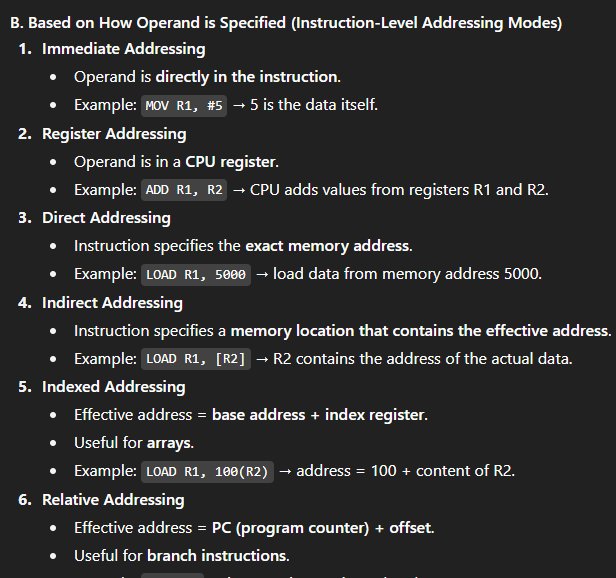 B. Based on How Operand is Specified (Instruction-Level Addressing Modes)
1. Immediate Addressing
• Operand is directly in the instruction.
• Example: MOV R1, #5 → 5 is the data itself.
2. Register Addressing
• Operand is in a CPU register.
• Example: ADD R1, R2 → CPU adds values from registers R1 and R2.
3. Direct Addressing
• Instruction specifies the exact memory address.
• Example: LOAD R1, 5000 → load data from memory address 5000.
4. Indirect Addressing
• Instruction specifies a memory location that contains the effective address.
• Example: LOAD R1, [R2] → R2 contains the address of the actual data.
5. Indexed Addressing
• Effective address = base address + index register.
• Useful for arrays.
• Example: LOAD R1, 100(R2) → address = 100 + content of R2.
6. Relative Addressing
• Effective address = PC (program counter) + offset.
• Useful for branch instructions.